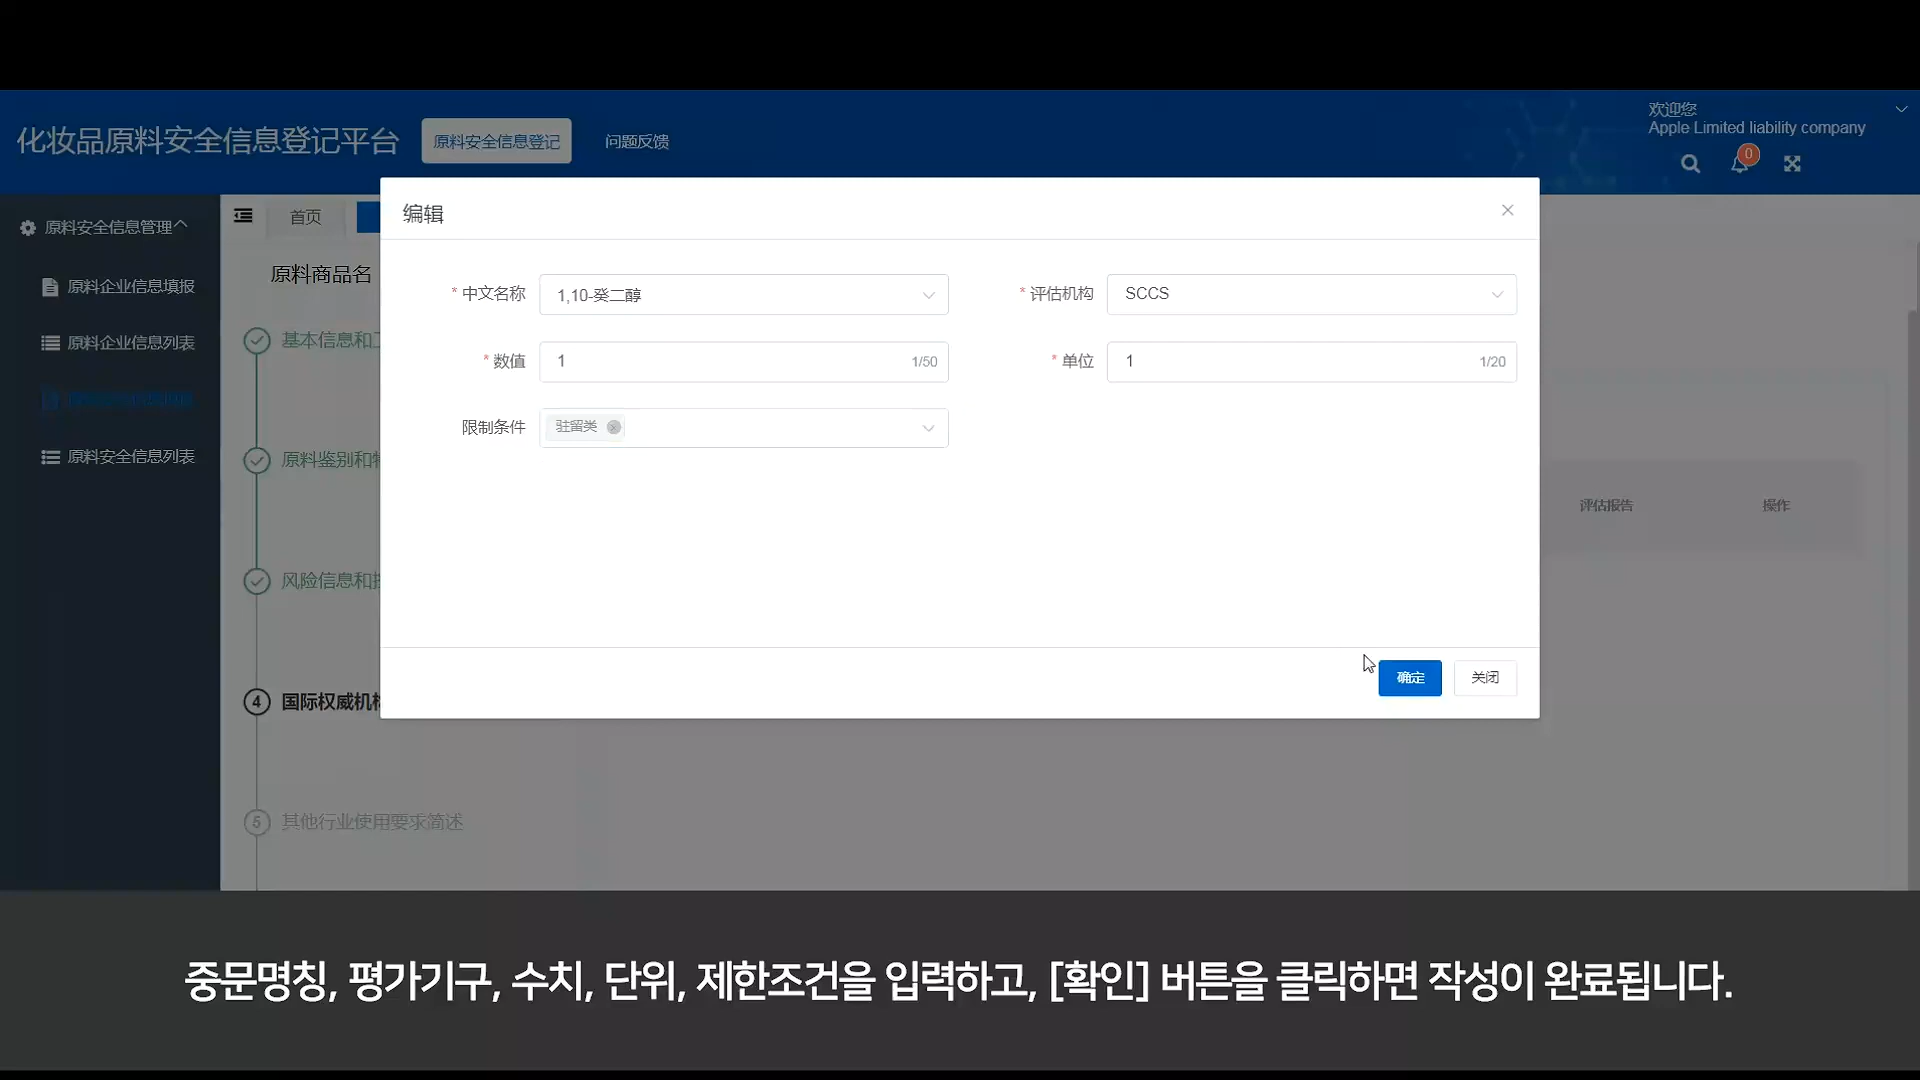 化妆品原料安全信息登记平台
原料安全信息登记
问题反馈
欢迎您
Apple Limited liability company
0
原料安全信息管理
首页
原料企业信息填报
原料企业信息列表
原料安全信息列表
原料商品名
基本信息和工
原料鉴别和特
风险信息和控
4 国际权威机构
5 其他行业使用要求简述
评估报告
操作
编辑
* 中文名称 1,10-癸二醇
* 评估机构 SCCS
* 数值 1 1/50
* 单位 1 1/20
限制条件 驻留类
确定
关闭
중문명칭, 평가기구, 수치, 단위, 제한조건을 입력하고, [확인] 버튼을 클릭하면 작성이 완료됩니다.